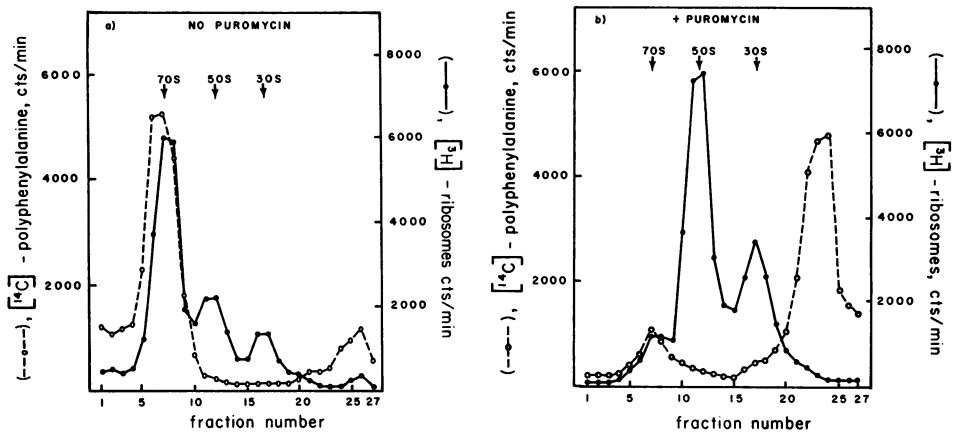 a) NO PUROMYCIN
70S 50S 30S
6000
4000
2000
8000
6000
4000
2000
1 5 10 15 20 25 27
fraction number
(--o--), [¹⁴C] - polyphenylalanine, cts/min
(—•—), [³H] - ribosomes cts/min
b) + PUROMYCIN
70S 50S 30S
6000
4000
2000
8000
6000
4000
2000
1 5 10 15 20 25 27
fraction number
(--o--), [¹⁴C] - polyphenylalanine, cts/min
(—•—), [³H] - ribosomes, cts/min